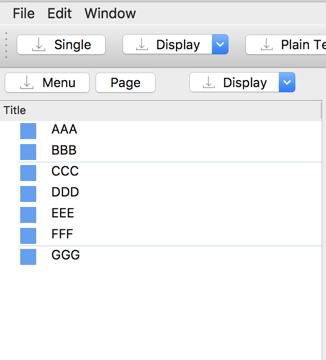 File Edit Window
Single Display Plain Te
Menu Page Display
Title
AAA
BBB
CCC
DDD
EEE
FFF
GGG